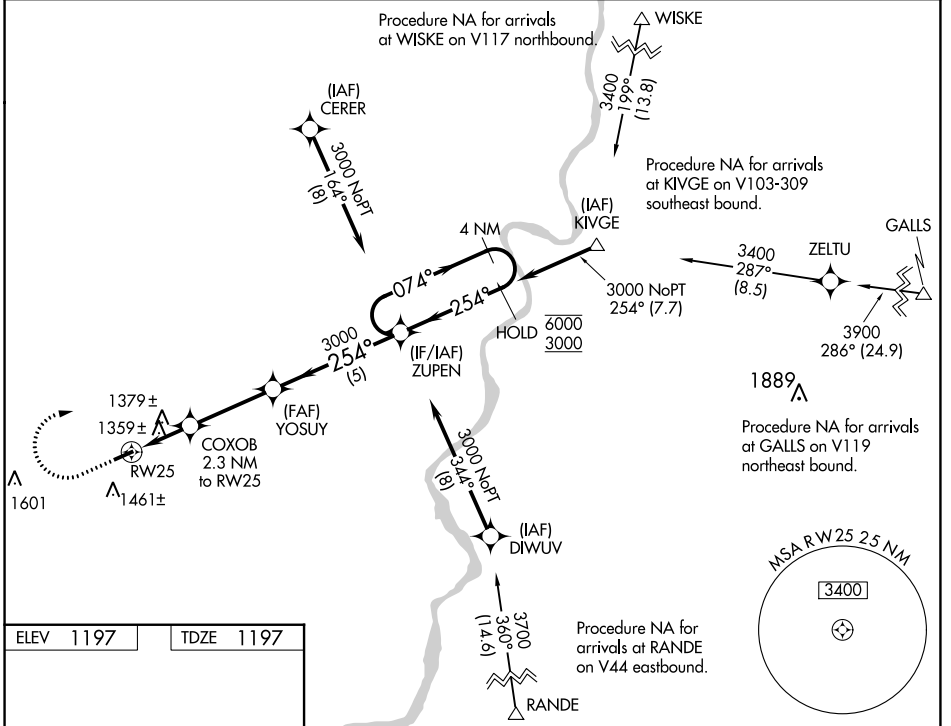 Procedure NA for arrivals
at WISKE on V117 northbound.
WISKE
3400
199°
(13.8)
(IAF)
CERER
3000 NoPT
164°
(8)
Procedure NA for arrivals
at KIVGE on V103-309
southeast bound.
(IAF)
KIVGE
4 NM
GALLS
ZELTU
3400
287°
(8.5)
074°
254°
3000 NoPT
254° (7.7)
HOLD
6000
3000
3900
286° (24.9)
3000
254°
(5)
(IF/IAF)
ZUPEN
1889
1379±
1359±
(FAF)
YOSUY
Procedure NA for arrivals
at GALLS on V119
northeast bound.
COXOB
2.3 NM
to RW25
RW25
3000 NoPT
344°
(8)
1601
1461±
(IAF)
DIWUV
MSA RW25 25 NM
3400
ELEV 1197
TDZE 1197
3700
360°
(14.6)
Procedure NA for
arrivals at RANDE
on V44 eastbound.
RANDE